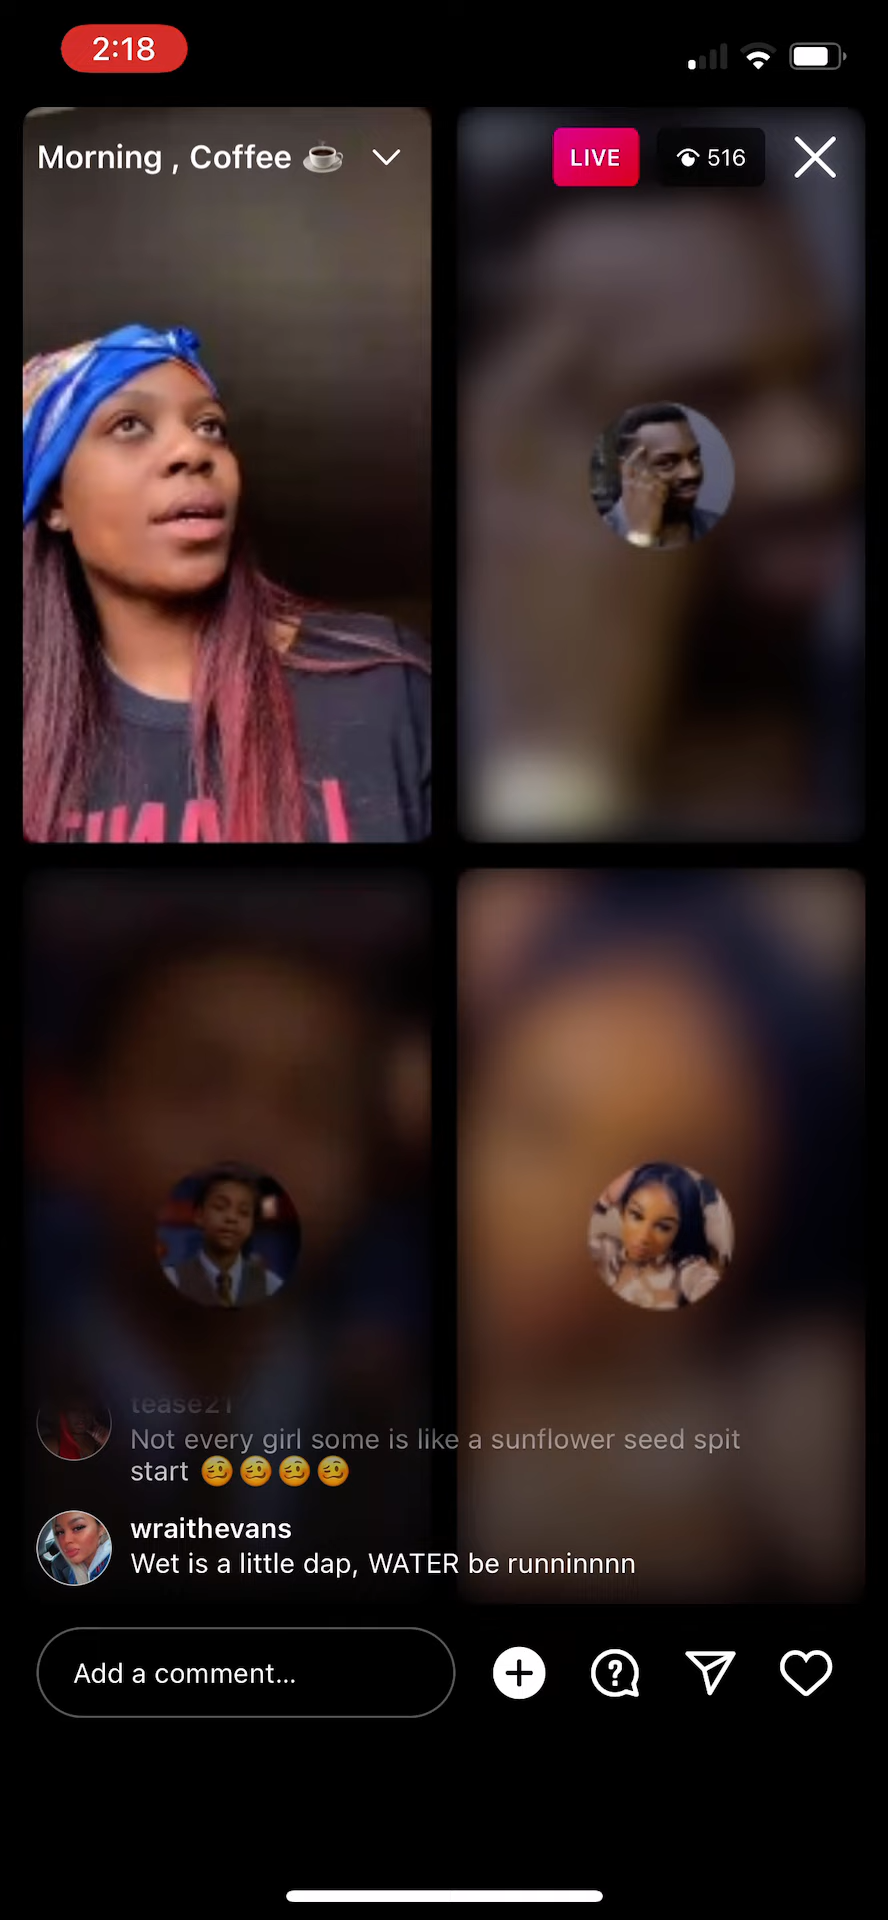 2:18
Morning , Coffee ☕
LIVE
516
tease21
Not every girl some is like a sunflower seed spit
start 🥴🥴🥴🥴
wraithevans
Wet is a little dap, WATER be runninnnn
Add a comment...